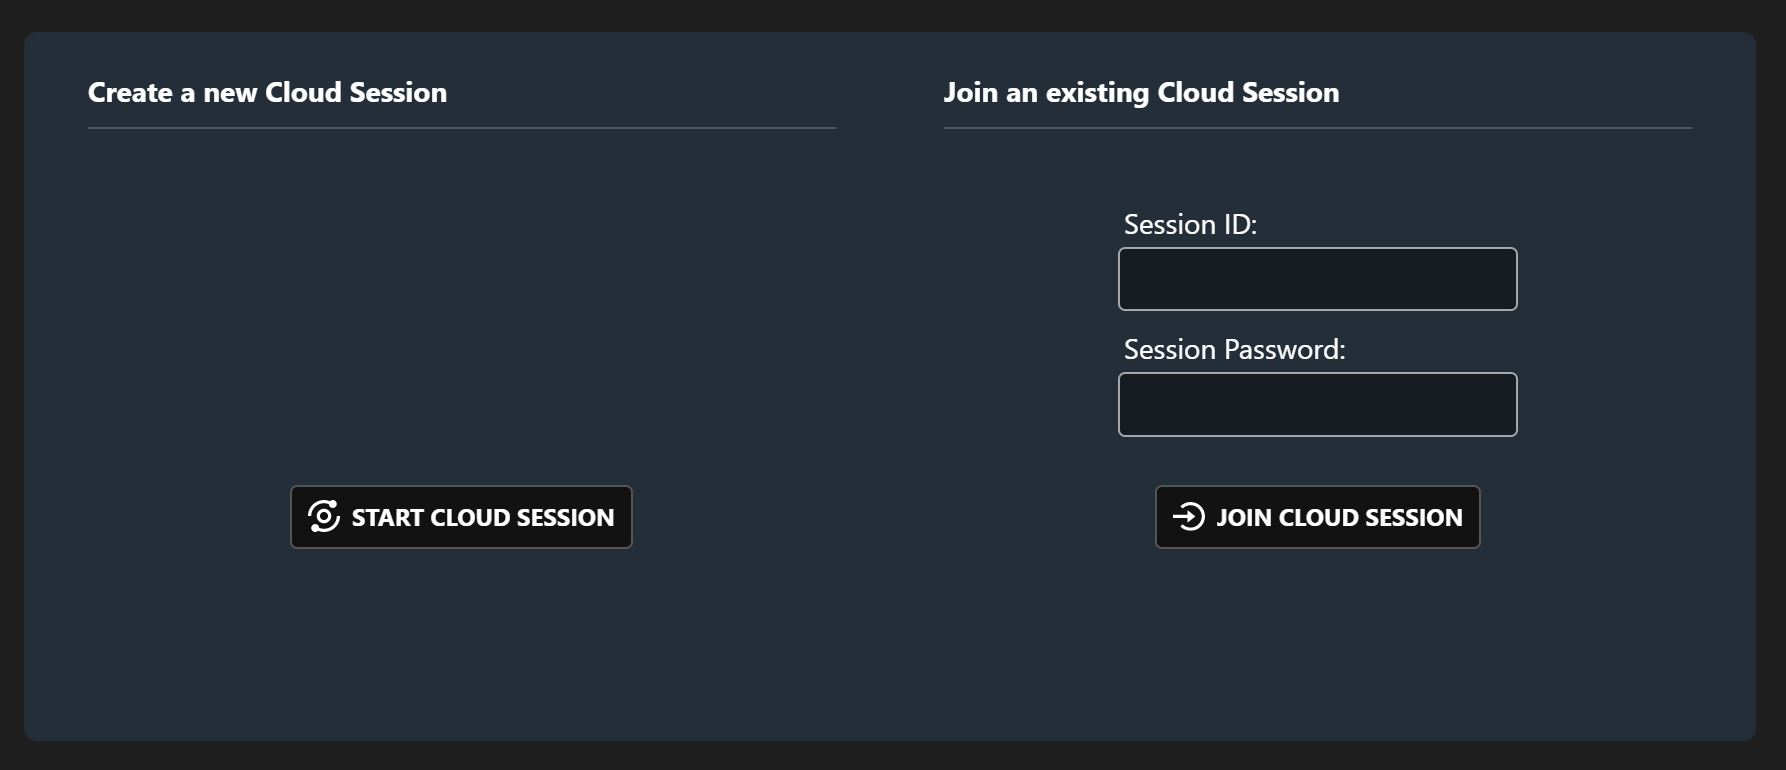 Create a new Cloud Session
START CLOUD SESSION
Join an existing Cloud Session
Session ID:
Session Password:
JOIN CLOUD SESSION